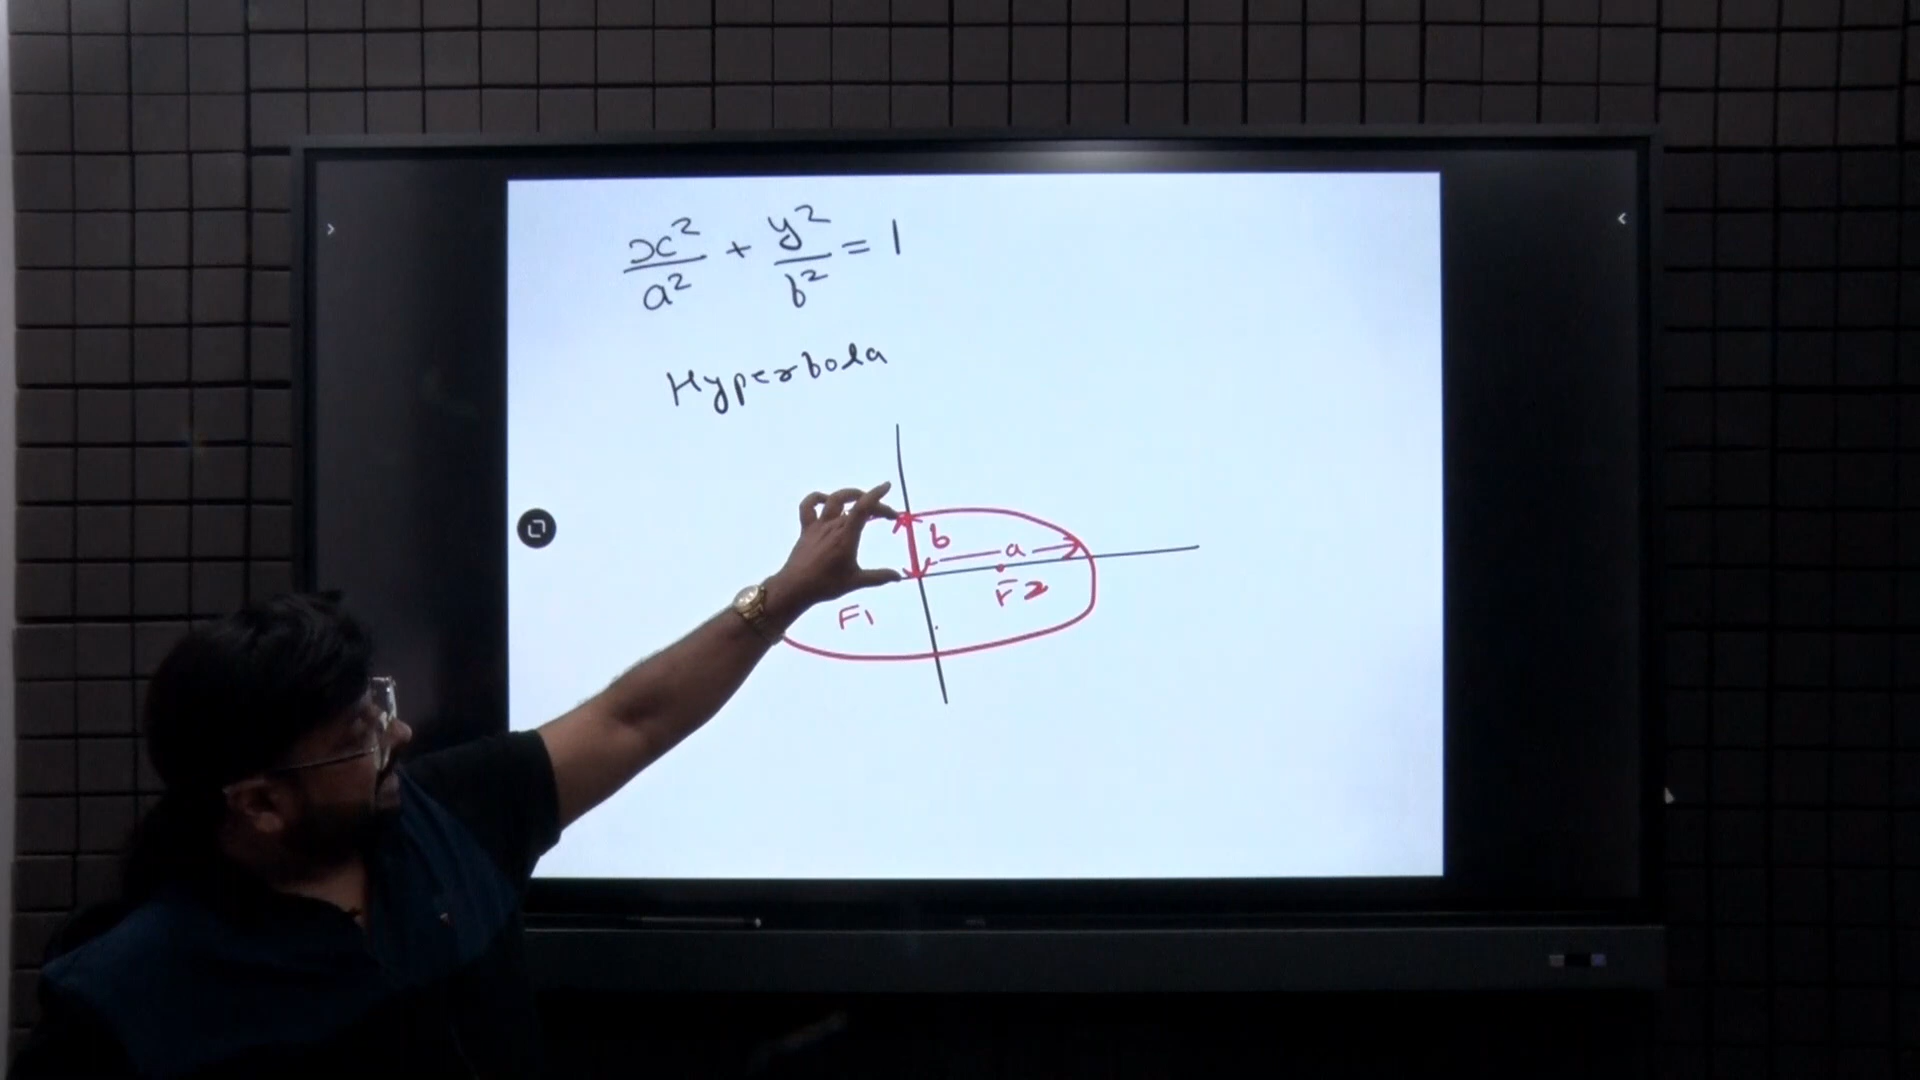 x²/a² + y²/b² = 1
Hyperbola
b
a
F1
F2